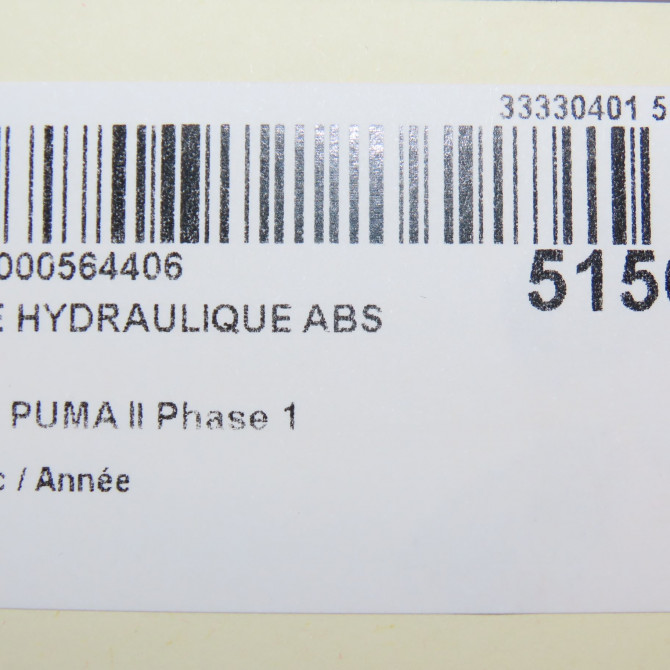 33330401 5
000564406
515
E HYDRAULIQUE ABS
PUMA II Phase 1
c / Année